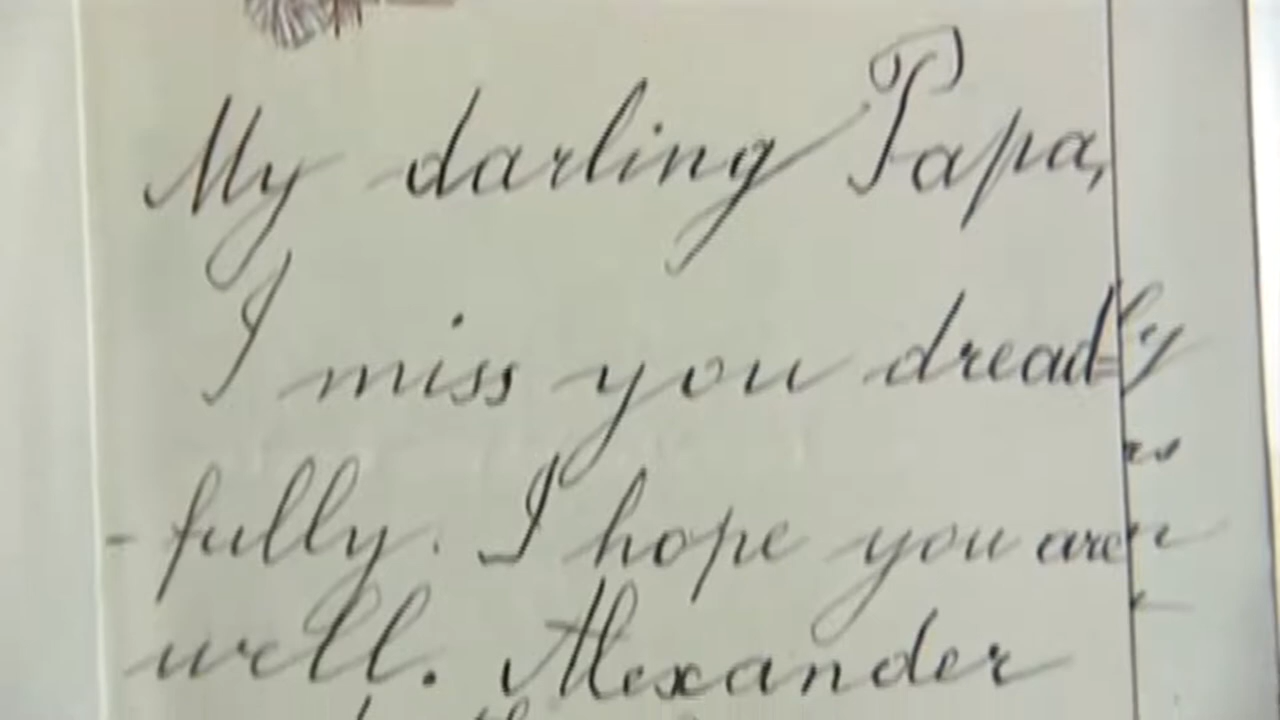 My darling Papa,
I miss you dread-
-fully. I hope you are
well. Alexander